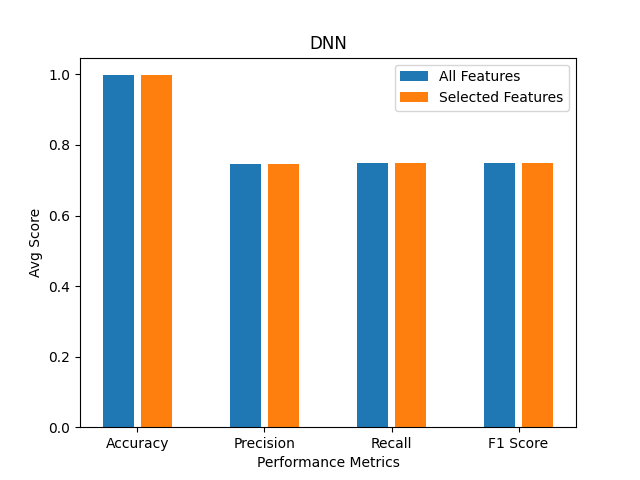 DNN
All Features
Selected Features
1.0
0.8
0.6
0.4
0.2
0.0
Avg Score
Accuracy
Precision
Recall
F1 Score
Performance Metrics